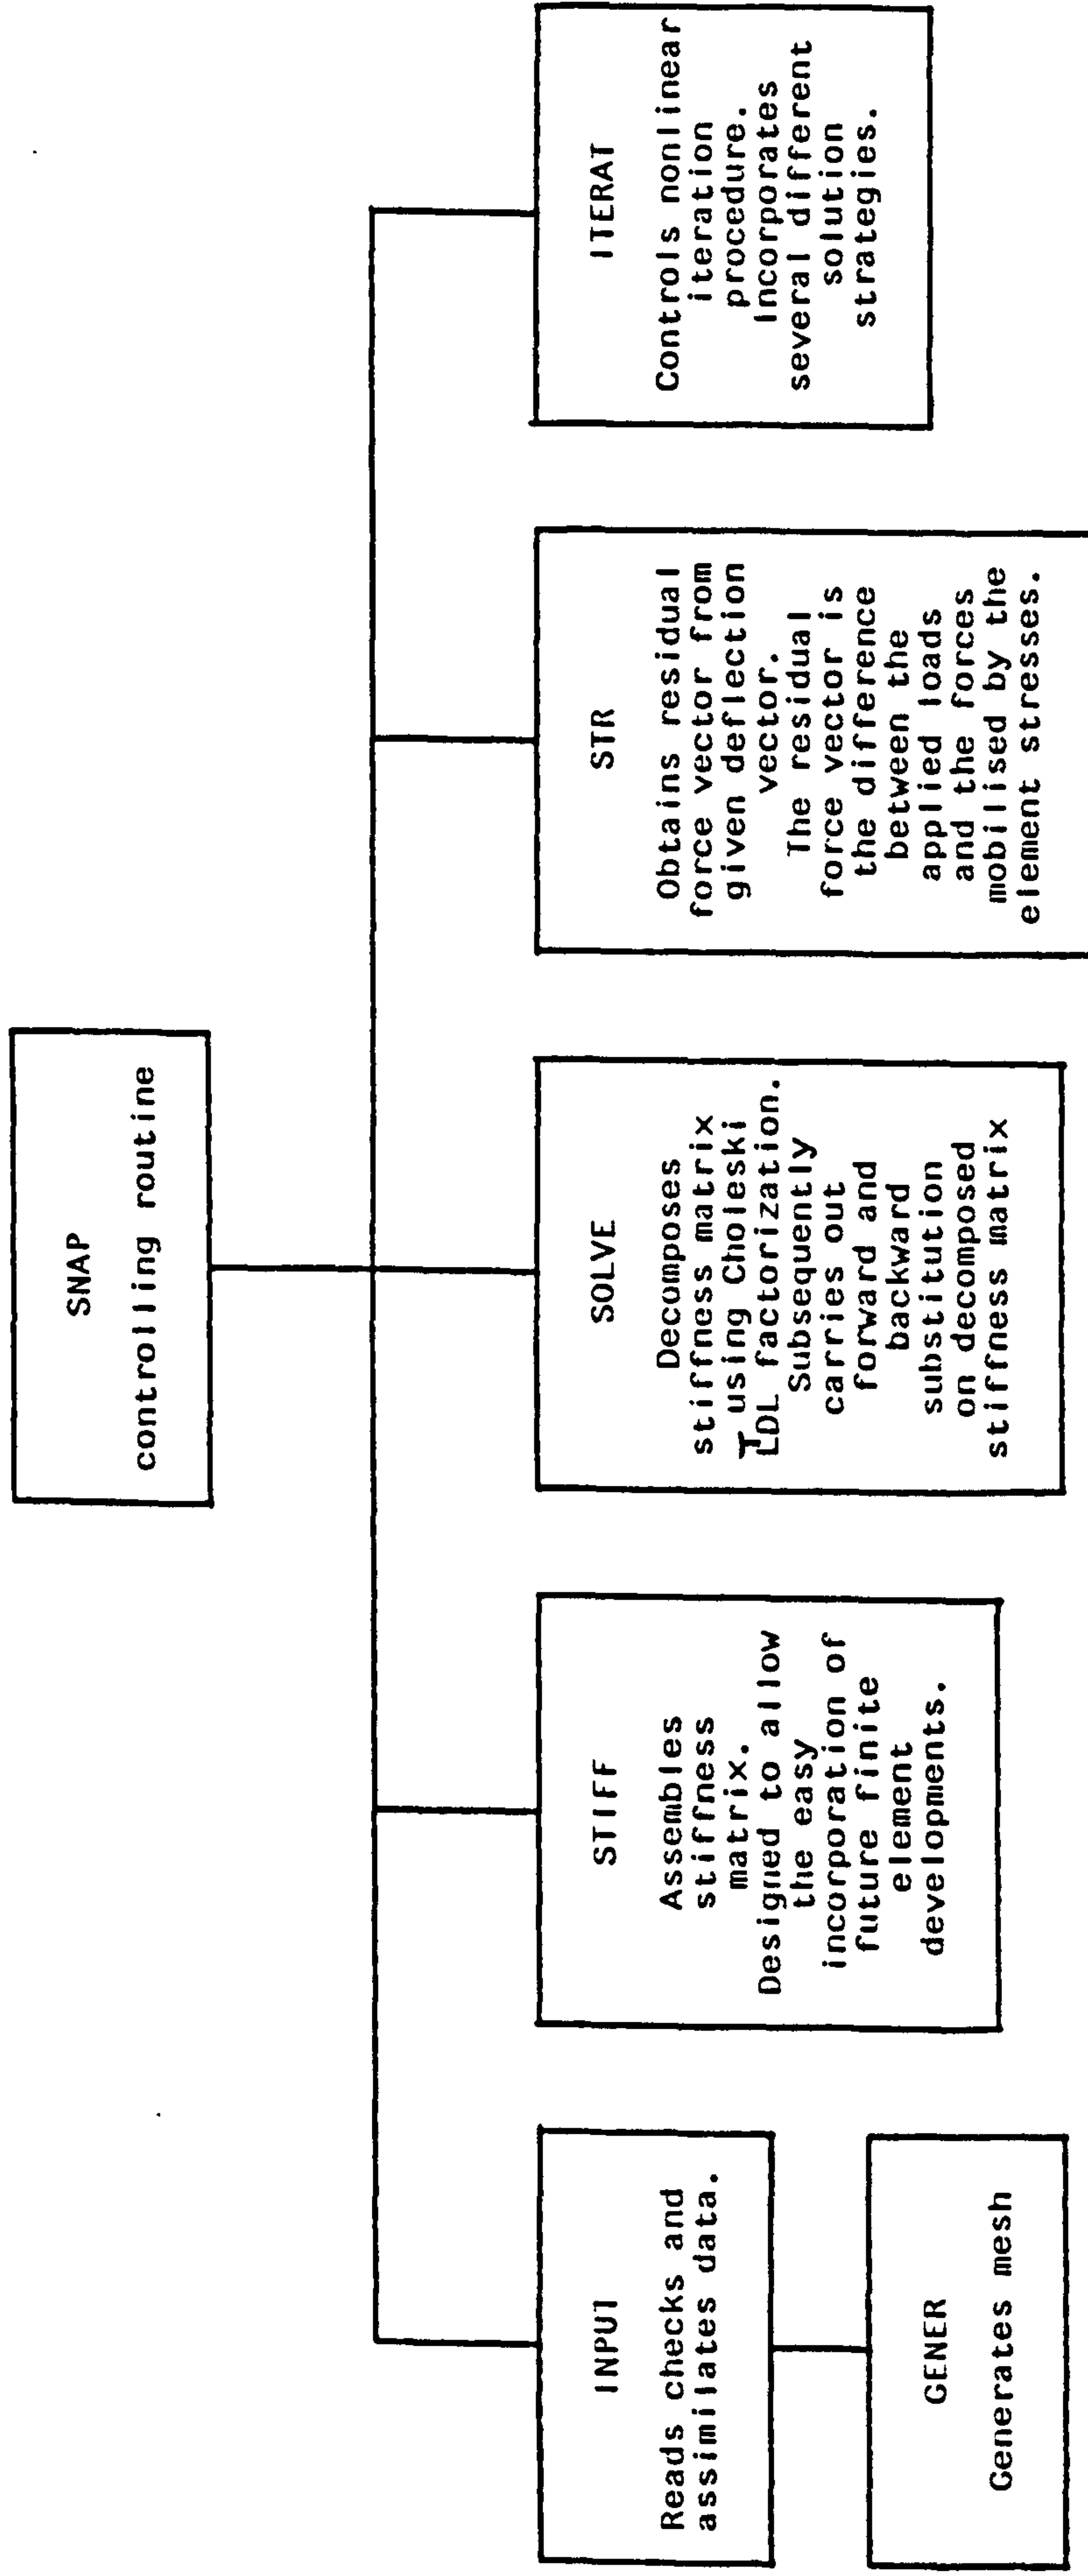 SNAP
controlling routine
INPUT
Reads checks and
assimilates data.
GENER
Generates mesh
STIFF
Assembles
stiffness
matrix.
Designed to allow
the easy
incorporation of
future finite
element
developments.
SOLVE
Decomposes
stiffness matrix
using Choleski
LDLᵀ factorization.
Subsequently
carries out
forward and
backward
substitution
on decomposed
stiffness matrix
STR
Obtains residual
force vector from
given deflection
vector.
The residual
force vector is
the difference
between the
applied loads
and the forces
mobilised by the
element stresses.
ITERAT
Controls nonlinear
iteration
procedure.
Incorporates
several different
solution
strategies.